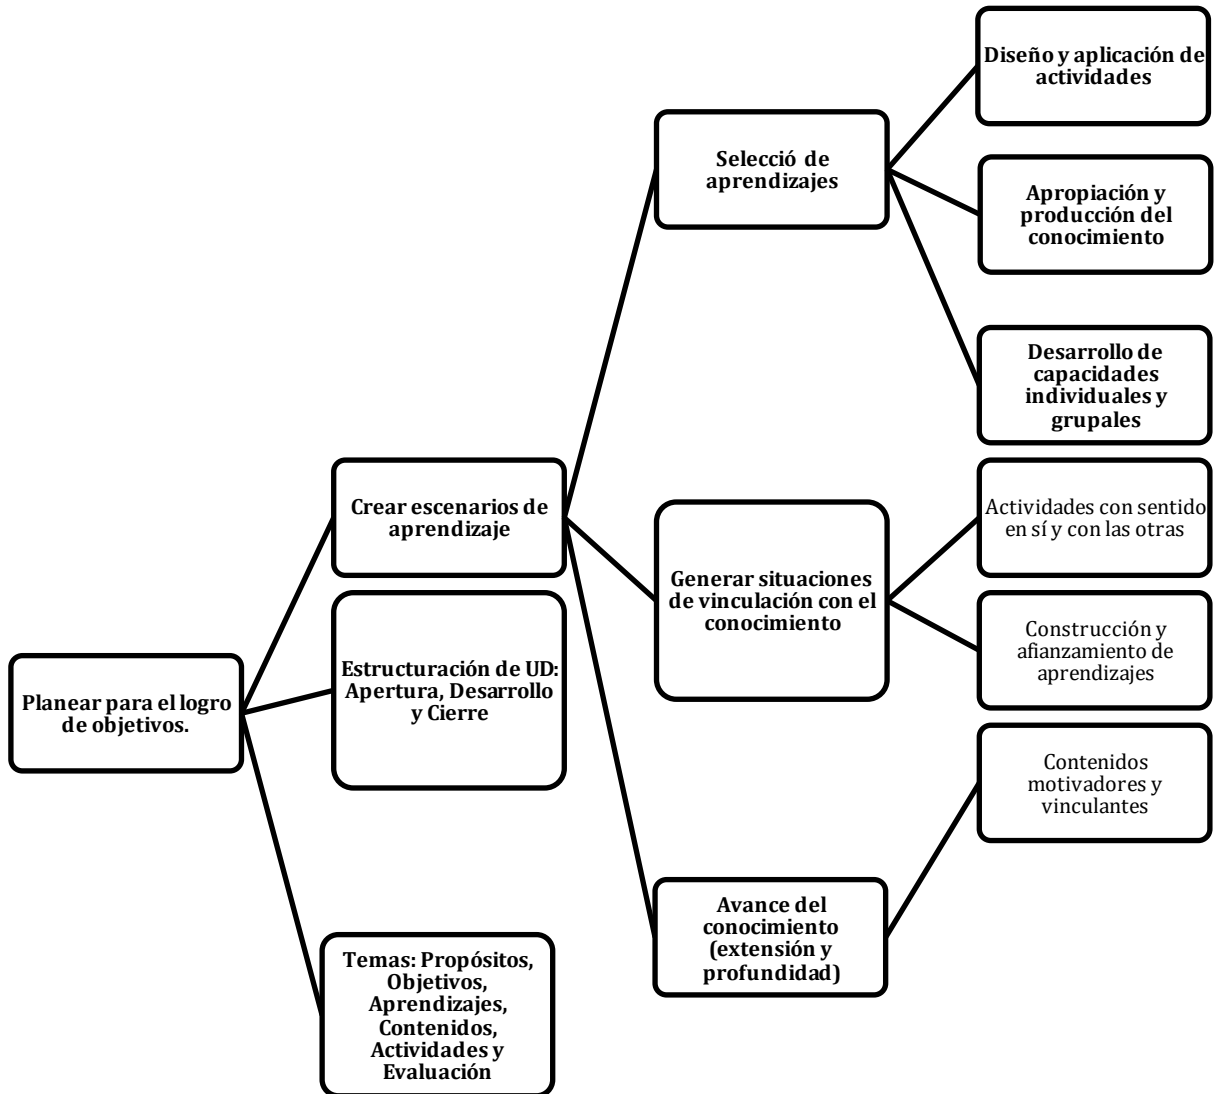 Planear para el logro
de objetivos.
Crear escenarios de
aprendizaje
Estructuración de UD:
Apertura, Desarrollo
y Cierre
Temas: Propósitos,
Objetivos,
Aprendizajes,
Contenidos,
Actividades y
Evaluación
Selecció de
aprendizajes
Generar situaciones
de vinculación con el
conocimiento
Avance del
conocimiento
(extensión y
profundidad)
Diseño y aplicación de
actividades
Apropiación y
producción del
conocimiento
Desarrollo de
capacidades
individuales y
grupales
Actividades con sentido
en sí y con las otras
Construcción y
afianzamiento de
aprendizajes
Contenidos
motivadores y
vinculantes